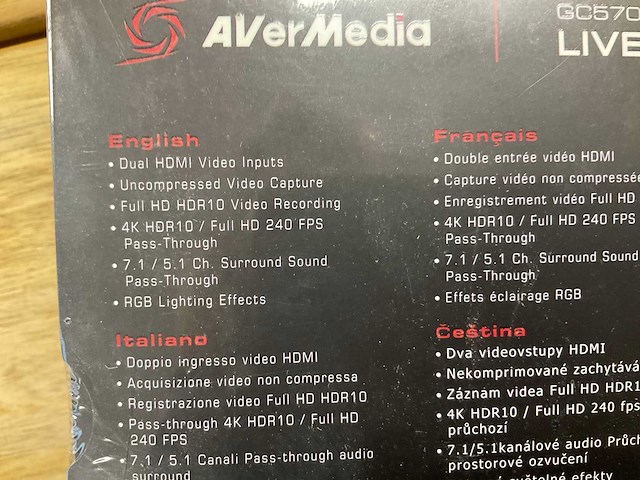 AVerMedia
GC570
LIVE
English
• Dual HDMI Video Inputs
• Uncompressed Video Capture
• Full HD HDR10 Video Recording
• 4K HDR10 / Full HD 240 FPS
Pass-Through
• 7.1 / 5.1 Ch. Surround Sound
Pass-Through
• RGB Lighting Effects
Italiand
• Doppio ingresso video HDMI
• Acquisizione video non compressa
• Registrazione video Full HD HDR10
• Pass-through 4K HDR10 / Full HD
240 FPS
• 7.1 / 5.1 Canali Pass-through audio
surround
Français
• Double entrée vidéo HDMI
• Capture vidéo non compressée
• Enregistrement vidéo Full HD
• 4K HDR10 / Full HD 240 FPS
Pass-Through
• 7.1 / 5.1 Ch. Surround Sound
Pass-Through
• Effets éclairage RGB
Čeština
• Dva videovstupy HDMI
• Nekomprimované zachytává
• Záznam videa Full HD HDR1
• 4K HDR10 / Full HD 240 fps
průchozí
• 7.1/5.1kanálové audio Průch
prostorové ozvučení